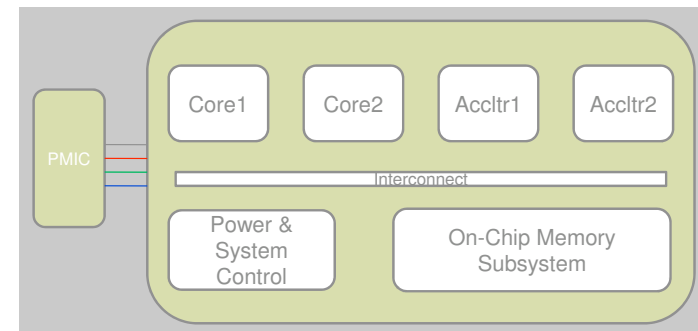 Core1
Core2
Accltr1
Accltr2
PMIC
Interconnect
Power &
System
Control
On-Chip Memory
Subsystem